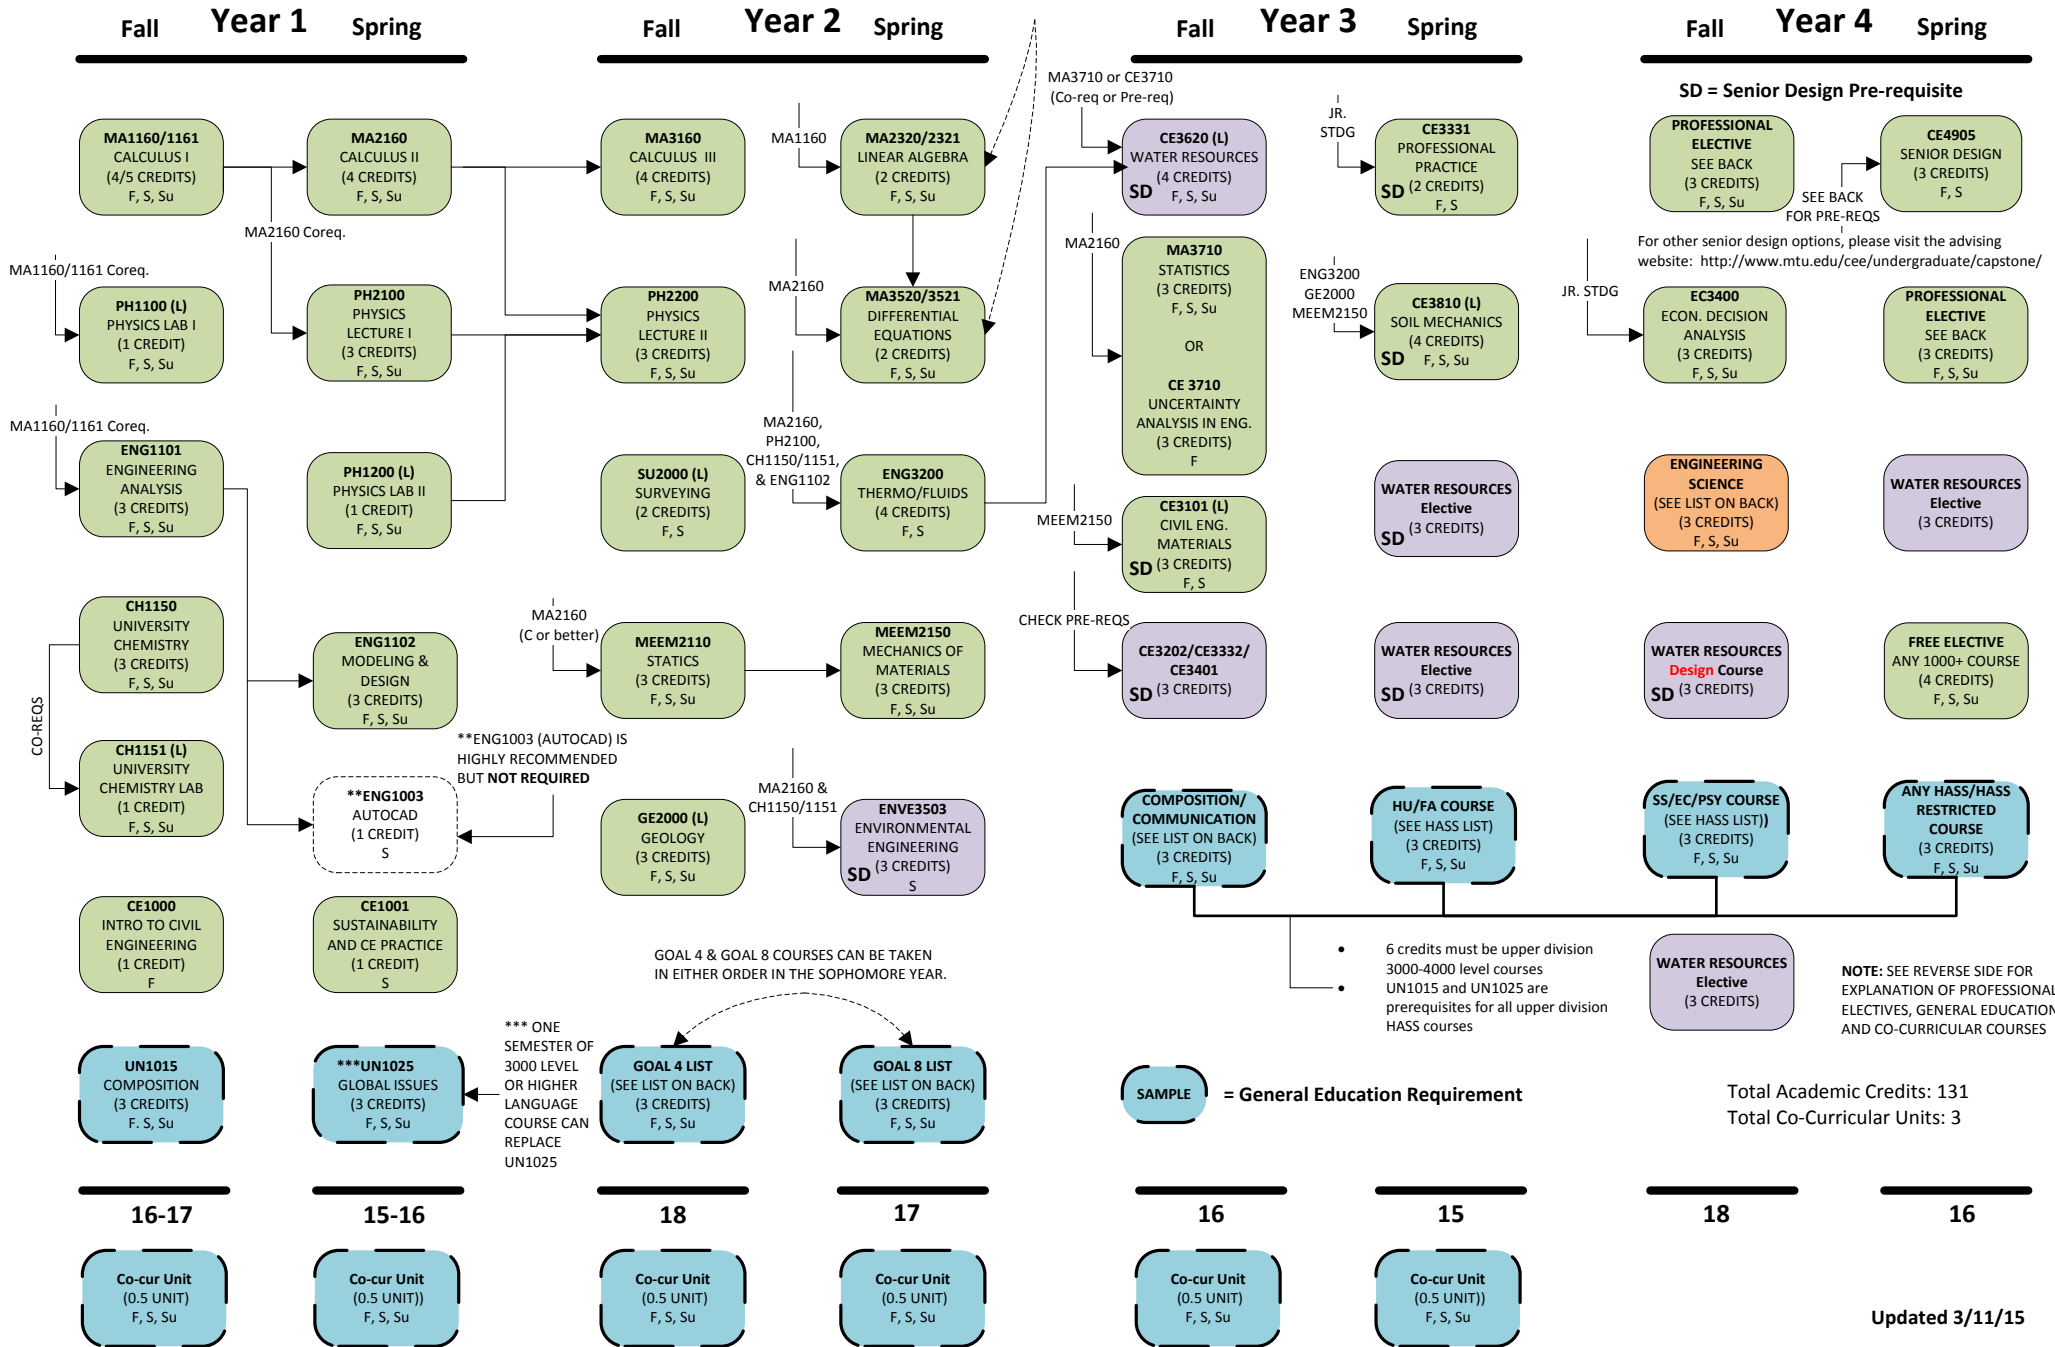 Year 1
Fall
Spring
Year 2
Fall
Spring
Year 3
Fall
Spring
Year 4
Fall
Spring
MA1160/1161
CALCULUS I
(4/5 CREDITS)
F, S, Su
MA1160/1161 Coreq.
PH1100 (L)
PHYSICS LAB I
(1 CREDIT)
F, S, Su
MA1160/1161 Coreq.
ENG1101
ENGINEERING
ANALYSIS
(3 CREDITS)
F, S, Su
CH1150
UNIVERSITY
CHEMISTRY
(3 CREDITS)
F, S, Su
CO-REQS
CH1151 (L)
UNIVERSITY
CHEMISTRY LAB
(1 CREDIT)
F, S, Su
CE1000
INTRO TO CIVIL
ENGINEERING
(1 CREDIT)
F
UN1015
COMPOSITION
(3 CREDITS)
F. S, Su
16-17
Co-cur Unit
(0.5 UNIT)
F, S, Su
MA2160
CALCULUS II
(4 CREDITS)
F, S, Su
MA2160 Coreq.
PH2100
PHYSICS
LECTURE I
(3 CREDITS)
F, S, Su
PH1200 (L)
PHYSICS LAB II
(1 CREDIT)
F, S, Su
ENG1102
MODELING &
DESIGN
(3 CREDITS)
F, S, Su
**ENG1003 (AUTOCAD) IS
HIGHLY RECOMMENDED
BUT NOT REQUIRED
**ENG1003
AUTOCAD
(1 CREDIT)
S
CE1001
SUSTAINABILITY
AND CE PRACTICE
(1 CREDIT)
S
***UN1025
GLOBAL ISSUES
(3 CREDITS)
F, S, Su
*** ONE
SEMESTER OF
3000 LEVEL
OR HIGHER
LANGUAGE
COURSE CAN
REPLACE
UN1025
15-16
Co-cur Unit
(0.5 UNIT))
F, S, Su
MA3160
CALCULUS III
(4 CREDITS)
F, S, Su
PH2200
PHYSICS
LECTURE II
(3 CREDITS)
F, S, Su
SU2000 (L)
SURVEYING
(2 CREDITS)
F, S
MA2160
(C or better)
MEEM2110
STATICS
(3 CREDITS)
F, S, Su
GE2000 (L)
GEOLOGY
(3 CREDITS)
F, S, Su
GOAL 4 & GOAL 8 COURSES CAN BE TAKEN
IN EITHER ORDER IN THE SOPHOMORE YEAR.
GOAL 4 LIST
(SEE LIST ON BACK)
(3 CREDITS)
F, S, Su
18
Co-cur Unit
(0.5 UNIT)
F, S, Su
MA1160
MA2320/2321
LINEAR ALGEBRA
(2 CREDITS)
F, S, Su
MA2160
MA3520/3521
DIFFERENTIAL
EQUATIONS
(2 CREDITS)
F, S, Su
MA2160,
PH2100,
CH1150/1151,
& ENG1102
ENG3200
THERMO/FLUIDS
(4 CREDITS)
F, S
MEEM2150
MECHANICS OF
MATERIALS
(3 CREDITS)
F, S, Su
MA2160 &
CH1150/1151
ENVE3503
ENVIRONMENTAL
ENGINEERING
(3 CREDITS)
SD
S
GOAL 8 LIST
(SEE LIST ON BACK)
(3 CREDITS)
F, S, Su
17
Co-cur Unit
(0.5 UNIT)
F, S, Su
MA3710 or CE3710
(Co-req or Pre-req)
CE3620 (L)
WATER RESOURCES
(4 CREDITS)
SD
F, S, Su
MA2160
MA3710
STATISTICS
(3 CREDITS)
F, S, Su
OR
CE 3710
UNCERTAINTY
ANALYSIS IN ENG.
(3 CREDITS)
F
MEEM2150
CE3101 (L)
CIVIL ENG.
MATERIALS
SD (3 CREDITS)
F, S
CHECK PRE-REQS
CE3202/CE3332/
CE3401
SD (3 CREDITS)
COMPOSITION/
COMMUNICATION
(SEE LIST ON BACK)
(3 CREDITS)
F, S, Su
16
Co-cur Unit
(0.5 UNIT)
F, S, Su
JR.
STDG
CE3331
PROFESSIONAL
PRACTICE
SD (2 CREDITS)
F, S
ENG3200
GE2000
MEEM2150
CE3810 (L)
SOIL MECHANICS
(4 CREDITS)
SD F, S, Su
WATER RESOURCES
Elective
SD (3 CREDITS)
WATER RESOURCES
Elective
SD (3 CREDITS)
HU/FA COURSE
(SEE HASS LIST)
(3 CREDITS)
F, S, Su
• 6 credits must be upper division
3000-4000 level courses
• UN1015 and UN1025 are
prerequisites for all upper division
HASS courses
SAMPLE = General Education Requirement
15
Co-cur Unit
(0.5 UNIT))
F, S, Su
SD = Senior Design Pre-requisite
PROFESSIONAL
ELECTIVE
SEE BACK
(3 CREDITS)
F, S, Su
SEE BACK
FOR PRE-REQS
For other senior design options, please visit the advising
website: http://www.mtu.edu/cee/undergraduate/capstone/
JR. STDG
EC3400
ECON. DECISION
ANALYSIS
(3 CREDITS)
F, S, Su
ENGINEERING
SCIENCE
(SEE LIST ON BACK)
(3 CREDITS)
F, S, Su
WATER RESOURCES
Design Course
SD (3 CREDITS)
SS/EC/PSY COURSE
(SEE HASS LIST))
(3 CREDITS)
F, S, Su
WATER RESOURCES
Elective
(3 CREDITS)
18
CE4905
SENIOR DESIGN
(3 CREDITS)
F, S
PROFESSIONAL
ELECTIVE
SEE BACK
(3 CREDITS)
F, S, Su
WATER RESOURCES
Elective
(3 CREDITS)
FREE ELECTIVE
ANY 1000+ COURSE
(4 CREDITS)
F, S, Su
ANY HASS/HASS
RESTRICTED
COURSE
(3 CREDITS)
F, S, Su
NOTE: SEE REVERSE SIDE FOR
EXPLANATION OF PROFESSIONAL
ELECTIVES, GENERAL EDUCATION
AND CO-CURRICULAR COURSES
Total Academic Credits: 131
Total Co-Curricular Units: 3
16
Updated 3/11/15